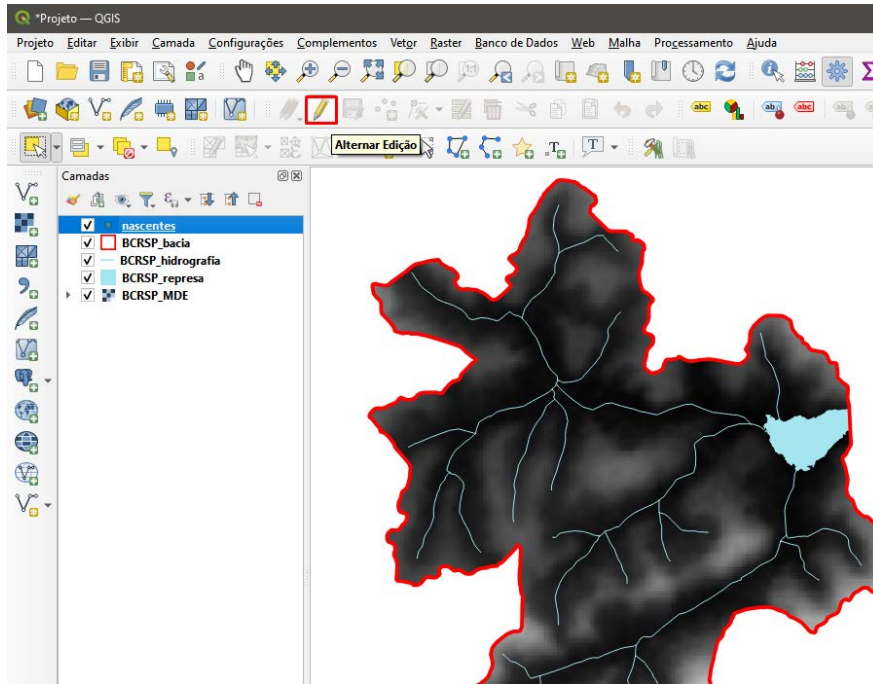 *Projeto — QGIS
Projeto Editar Exibir Camada Configurações Complementos Vetor Raster Banco de Dados Web Malha Processamento Ajuda
abc abc abc
Alternar Edição
T T
Camadas
nascentes
BCRSP_bacia
BCRSP_hidrografia
BCRSP_represa
BCRSP_MDE